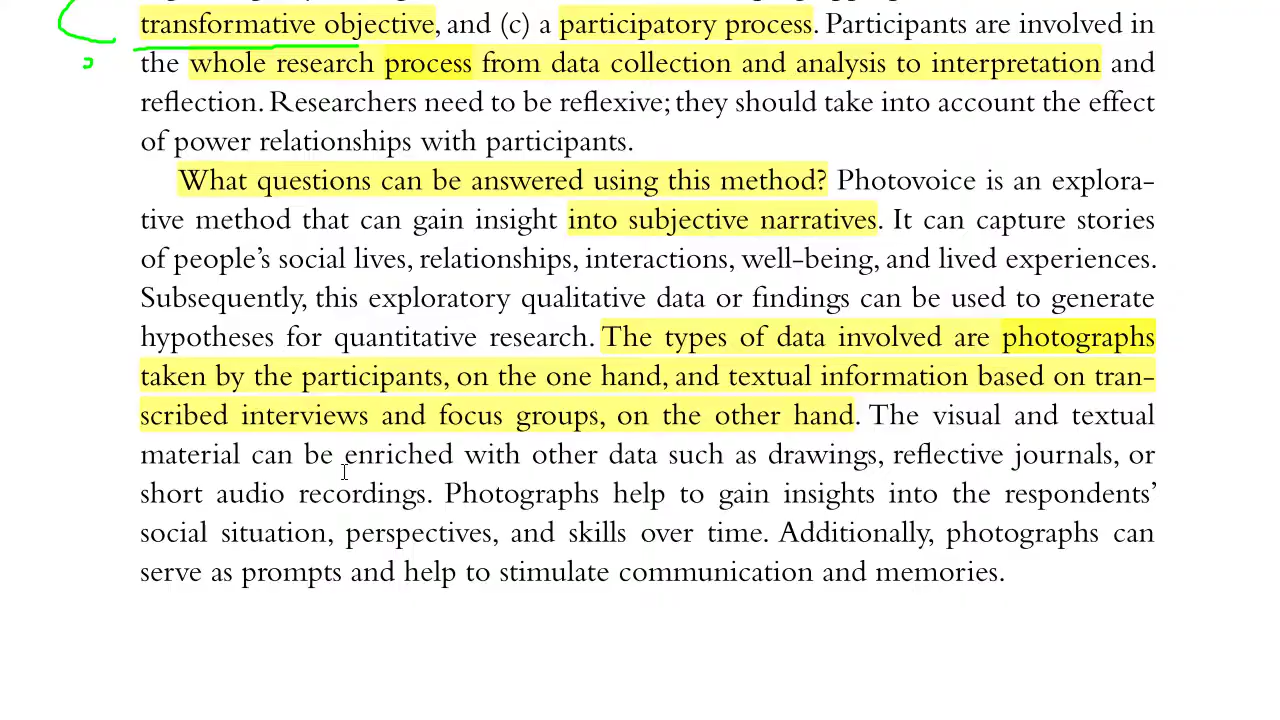 transformative objective, and (c) a participatory process. Participants are involved in
the whole research process from data collection and analysis to interpretation and
reflection. Researchers need to be reflexive; they should take into account the effect
of power relationships with participants.
What questions can be answered using this method? Photovoice is an explora-
tive method that can gain insight into subjective narratives. It can capture stories
of people's social lives, relationships, interactions, well-being, and lived experiences.
Subsequently, this exploratory qualitative data or findings can be used to generate
hypotheses for quantitative research. The types of data involved are photographs
taken by the participants, on the one hand, and textual information based on tran-
scribed interviews and focus groups, on the other hand. The visual and textual
material can be enriched with other data such as drawings, reflective journals, or
short audio recordings. Photographs help to gain insights into the respondents'
social situation, perspectives, and skills over time. Additionally, photographs can
serve as prompts and help to stimulate communication and memories.